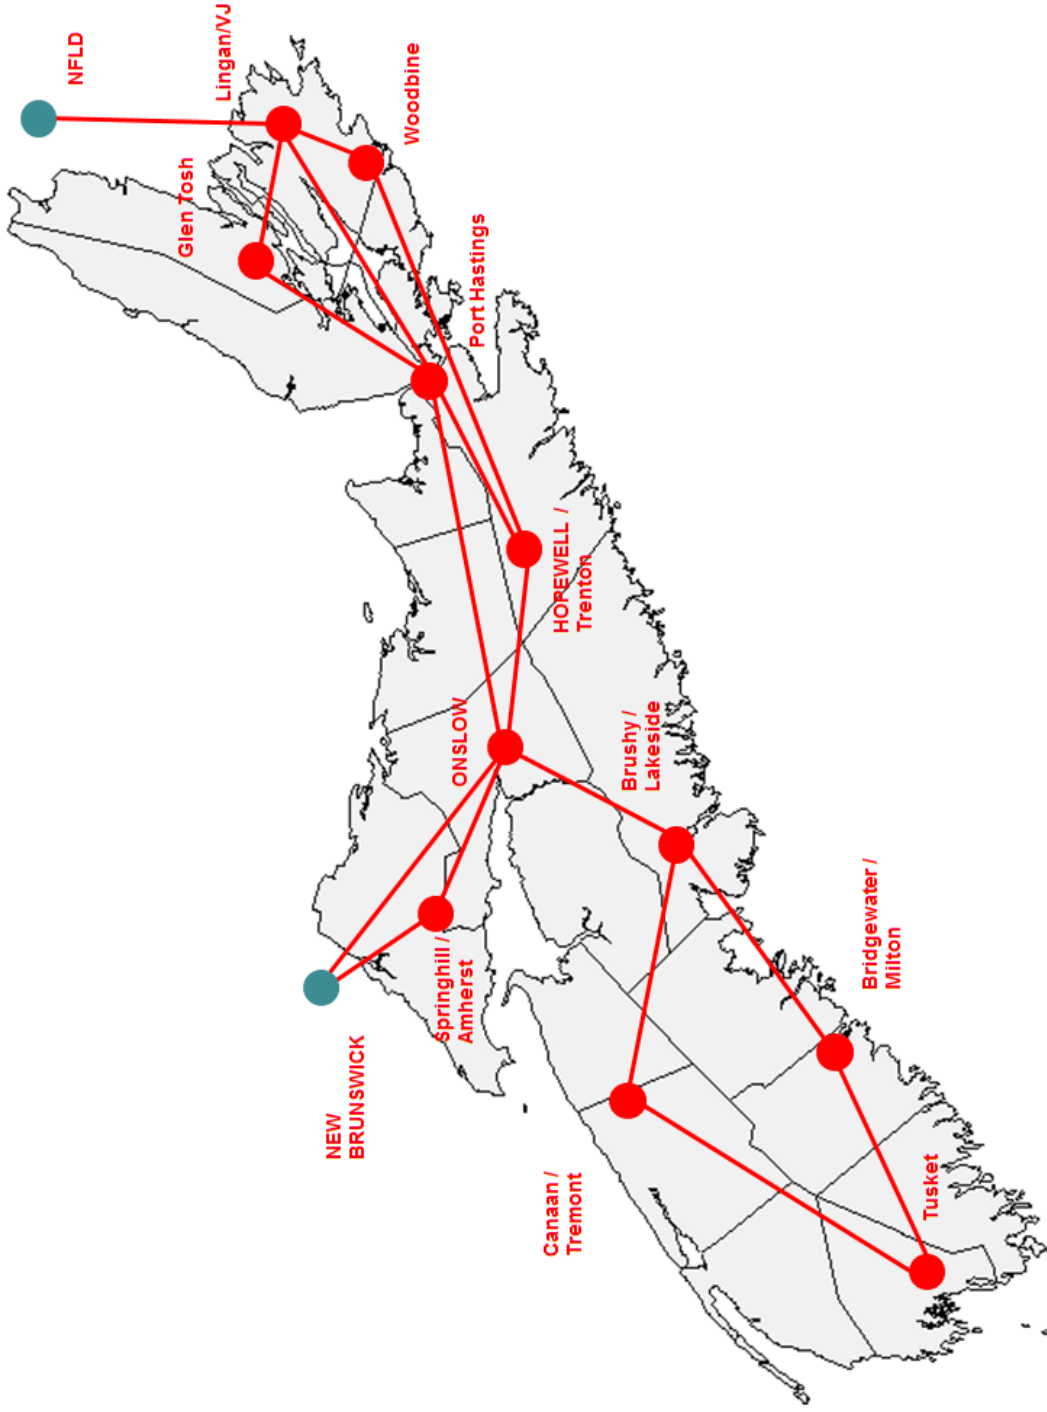 NFLD
Lingan/VJ
Glen Tosh
Woodbine
Port Hastings
HOPEWELL /
Trenton
ONSLOW
Brushy /
Lakeside
Springhill /
Amherst
NEW
BRUNSWICK
Bridgewater /
Milton
Canaan /
Tremont
Tusket